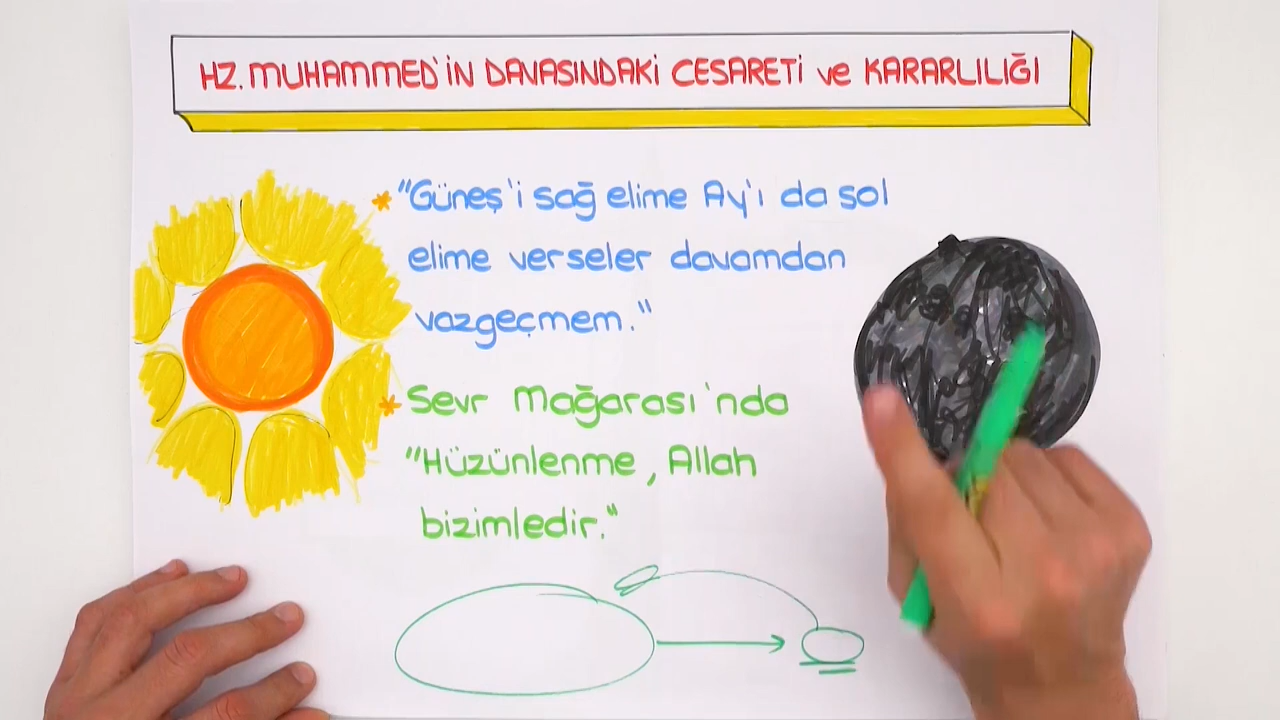 HZ. MUHAMMED'İN DAVASINDAKİ CESARETİ ve KARARLILIĞI
* "Güneş'i sağ elime Ay'ı da sol
elime verseler davamdan
vazgeçmem."
* Sevr Mağarası'nda
"Hüzünlenme, Allah
bizimledir."